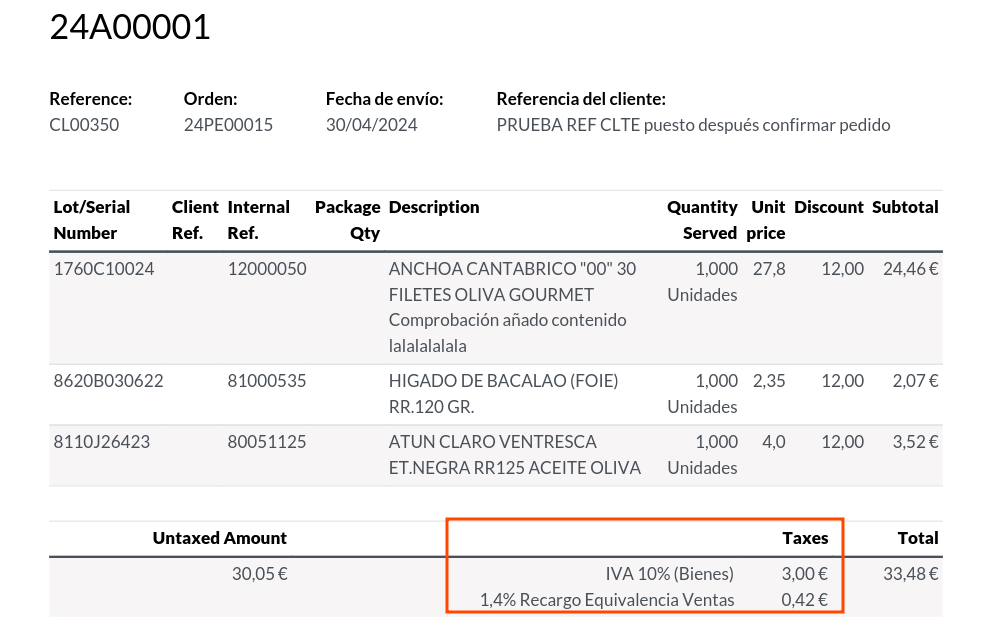 24A00001
Reference: Orden: Fecha de envío: Referencia del cliente:
CL00350 24PE00015 30/04/2024 PRUEBA REF CLTE puesto después confirmar pedido
Lot/Serial Client Internal Package Description Quantity Unit Discount Subtotal
Number Ref. Ref. Qty Served price
1760C10024 12000050 ANCHOA CANTABRICO "00" 30 1,000 27,8 12,00 24,46 €
FILETES OLIVA GOURMET Unidades
Comprobación añado contenido
lalalalalala
8620B030622 81000535 HIGADO DE BACALAO (FOIE) 1,000 2,35 12,00 2,07 €
RR.120 GR. Unidades
8110J26423 80051125 ATUN CLARO VENTRESCA 1,000 4,0 12,00 3,52 €
ET.NEGRA RR125 ACEITE OLIVA Unidades
Untaxed Amount Taxes Total
30,05 € IVA 10% (Bienes) 3,00 € 33,48 €
1,4% Recargo Equivalencia Ventas 0,42 €